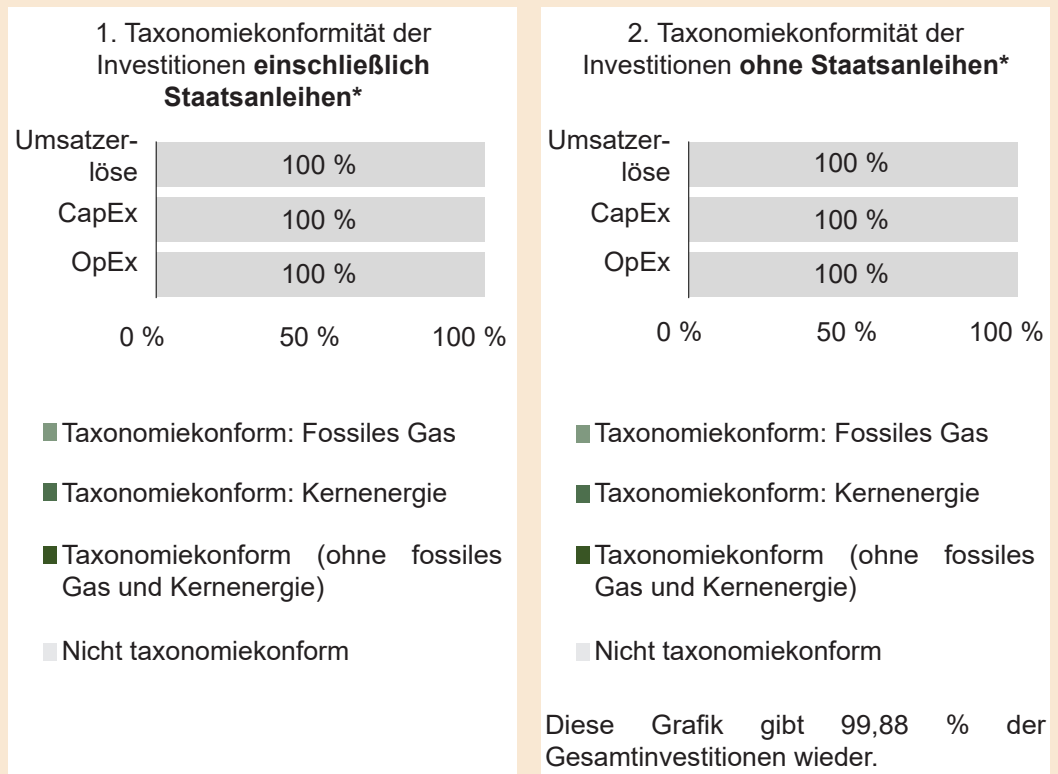 1. Taxonomiekonformität der
Investitionen einschließlich
Staatsanleihen*
Umsatzer-
löse
100 %
CapEx
100 %
OpEx
100 %
0 %
50 %
100 %
Taxonomiekonform: Fossiles Gas
Taxonomiekonform: Kernenergie
Taxonomiekonform (ohne fossiles
Gas und Kernenergie)
Nicht taxonomiekonform
2. Taxonomiekonformität der
Investitionen ohne Staatsanleihen*
Umsatzer-
löse
100 %
CapEx
100 %
OpEx
100 %
0 %
50 %
100 %
Taxonomiekonform: Fossiles Gas
Taxonomiekonform: Kernenergie
Taxonomiekonform (ohne fossiles
Gas und Kernenergie)
Nicht taxonomiekonform
Diese Grafik gibt 99,88 % der
Gesamtinvestitionen wieder.